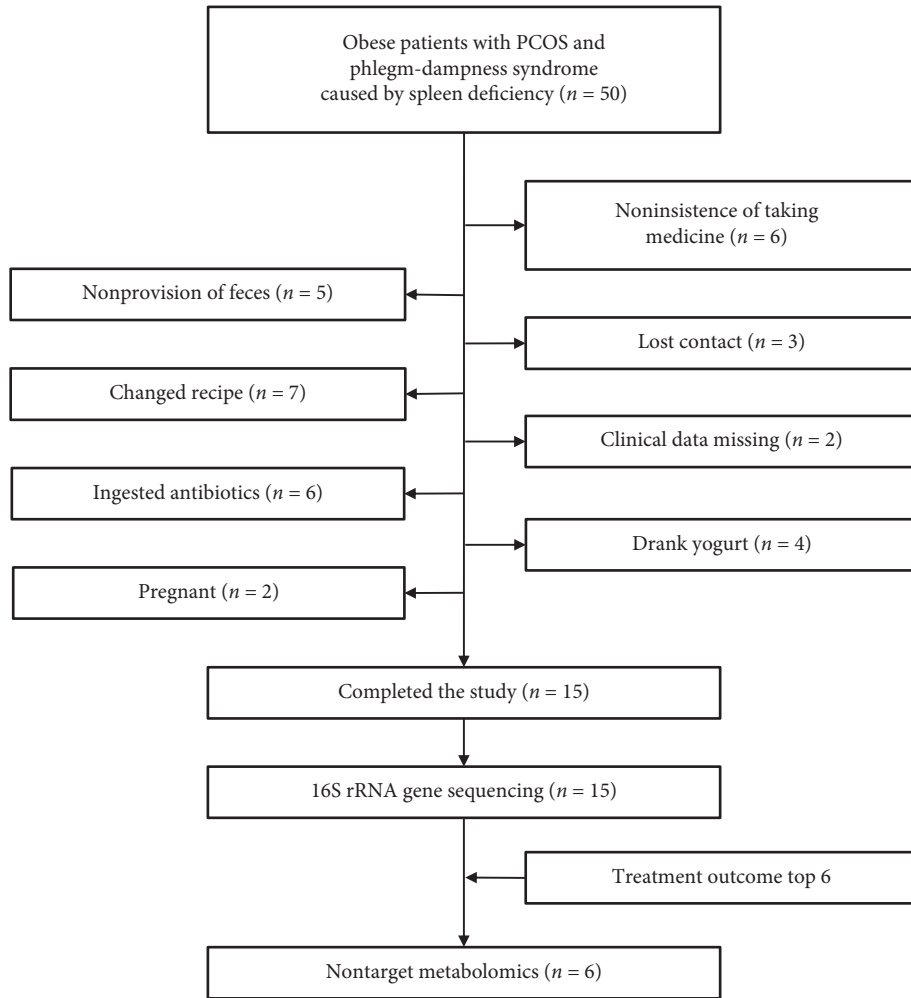 Obese patients with PCOS and
phlegm-dampness syndrome
caused by spleen deficiency (n = 50)
Noninsistence of taking
medicine (n = 6)
Nonprovision of feces (n = 5)
Lost contact (n = 3)
Changed recipe (n = 7)
Clinical data missing (n = 2)
Ingested antibiotics (n = 6)
Drank yogurt (n = 4)
Pregnant (n = 2)
Completed the study (n = 15)
16S rRNA gene sequencing (n = 15)
Treatment outcome top 6
Nontarget metabolomics (n = 6)